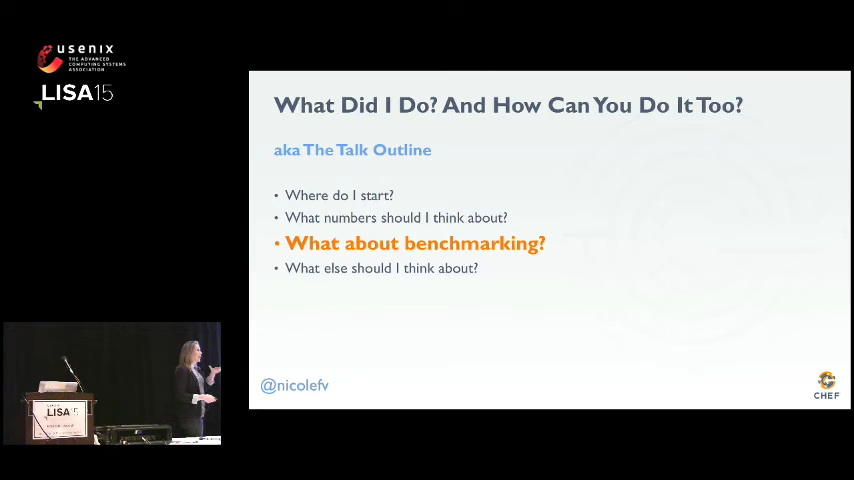 usenix
THE ADVANCED
COMPUTING SYSTEMS
ASSOCIATION
LISA15
What Did I Do? And How Can You Do It Too?
aka The Talk Outline
• Where do I start?
• What numbers should I think about?
• What about benchmarking?
• What else should I think about?
@nicolefv
CHEF
LISA15